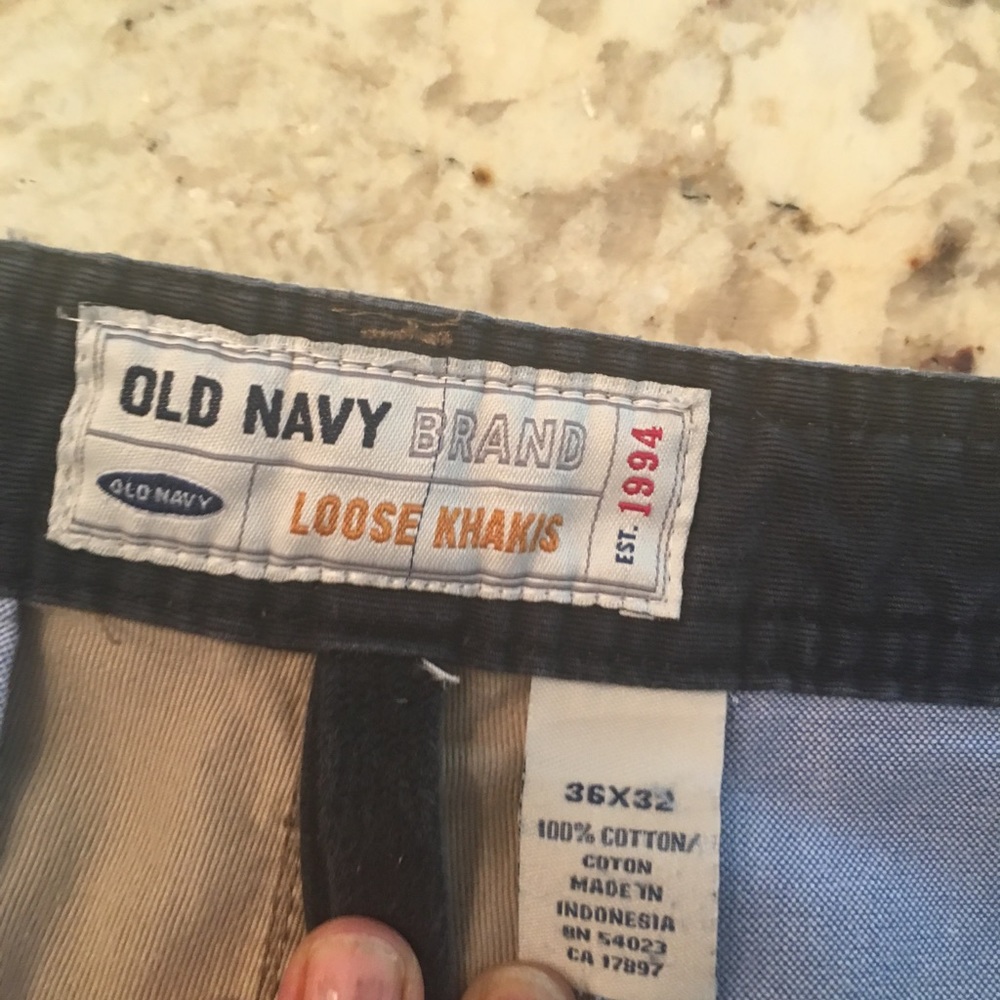 OLD NAVY BRAND
OLD NAVY
LOOSE KHAKIS
EST. 1994
36X32
100% COTTON/
COTON
MADE IN
INDONESIA
RN 54023
CA 17897